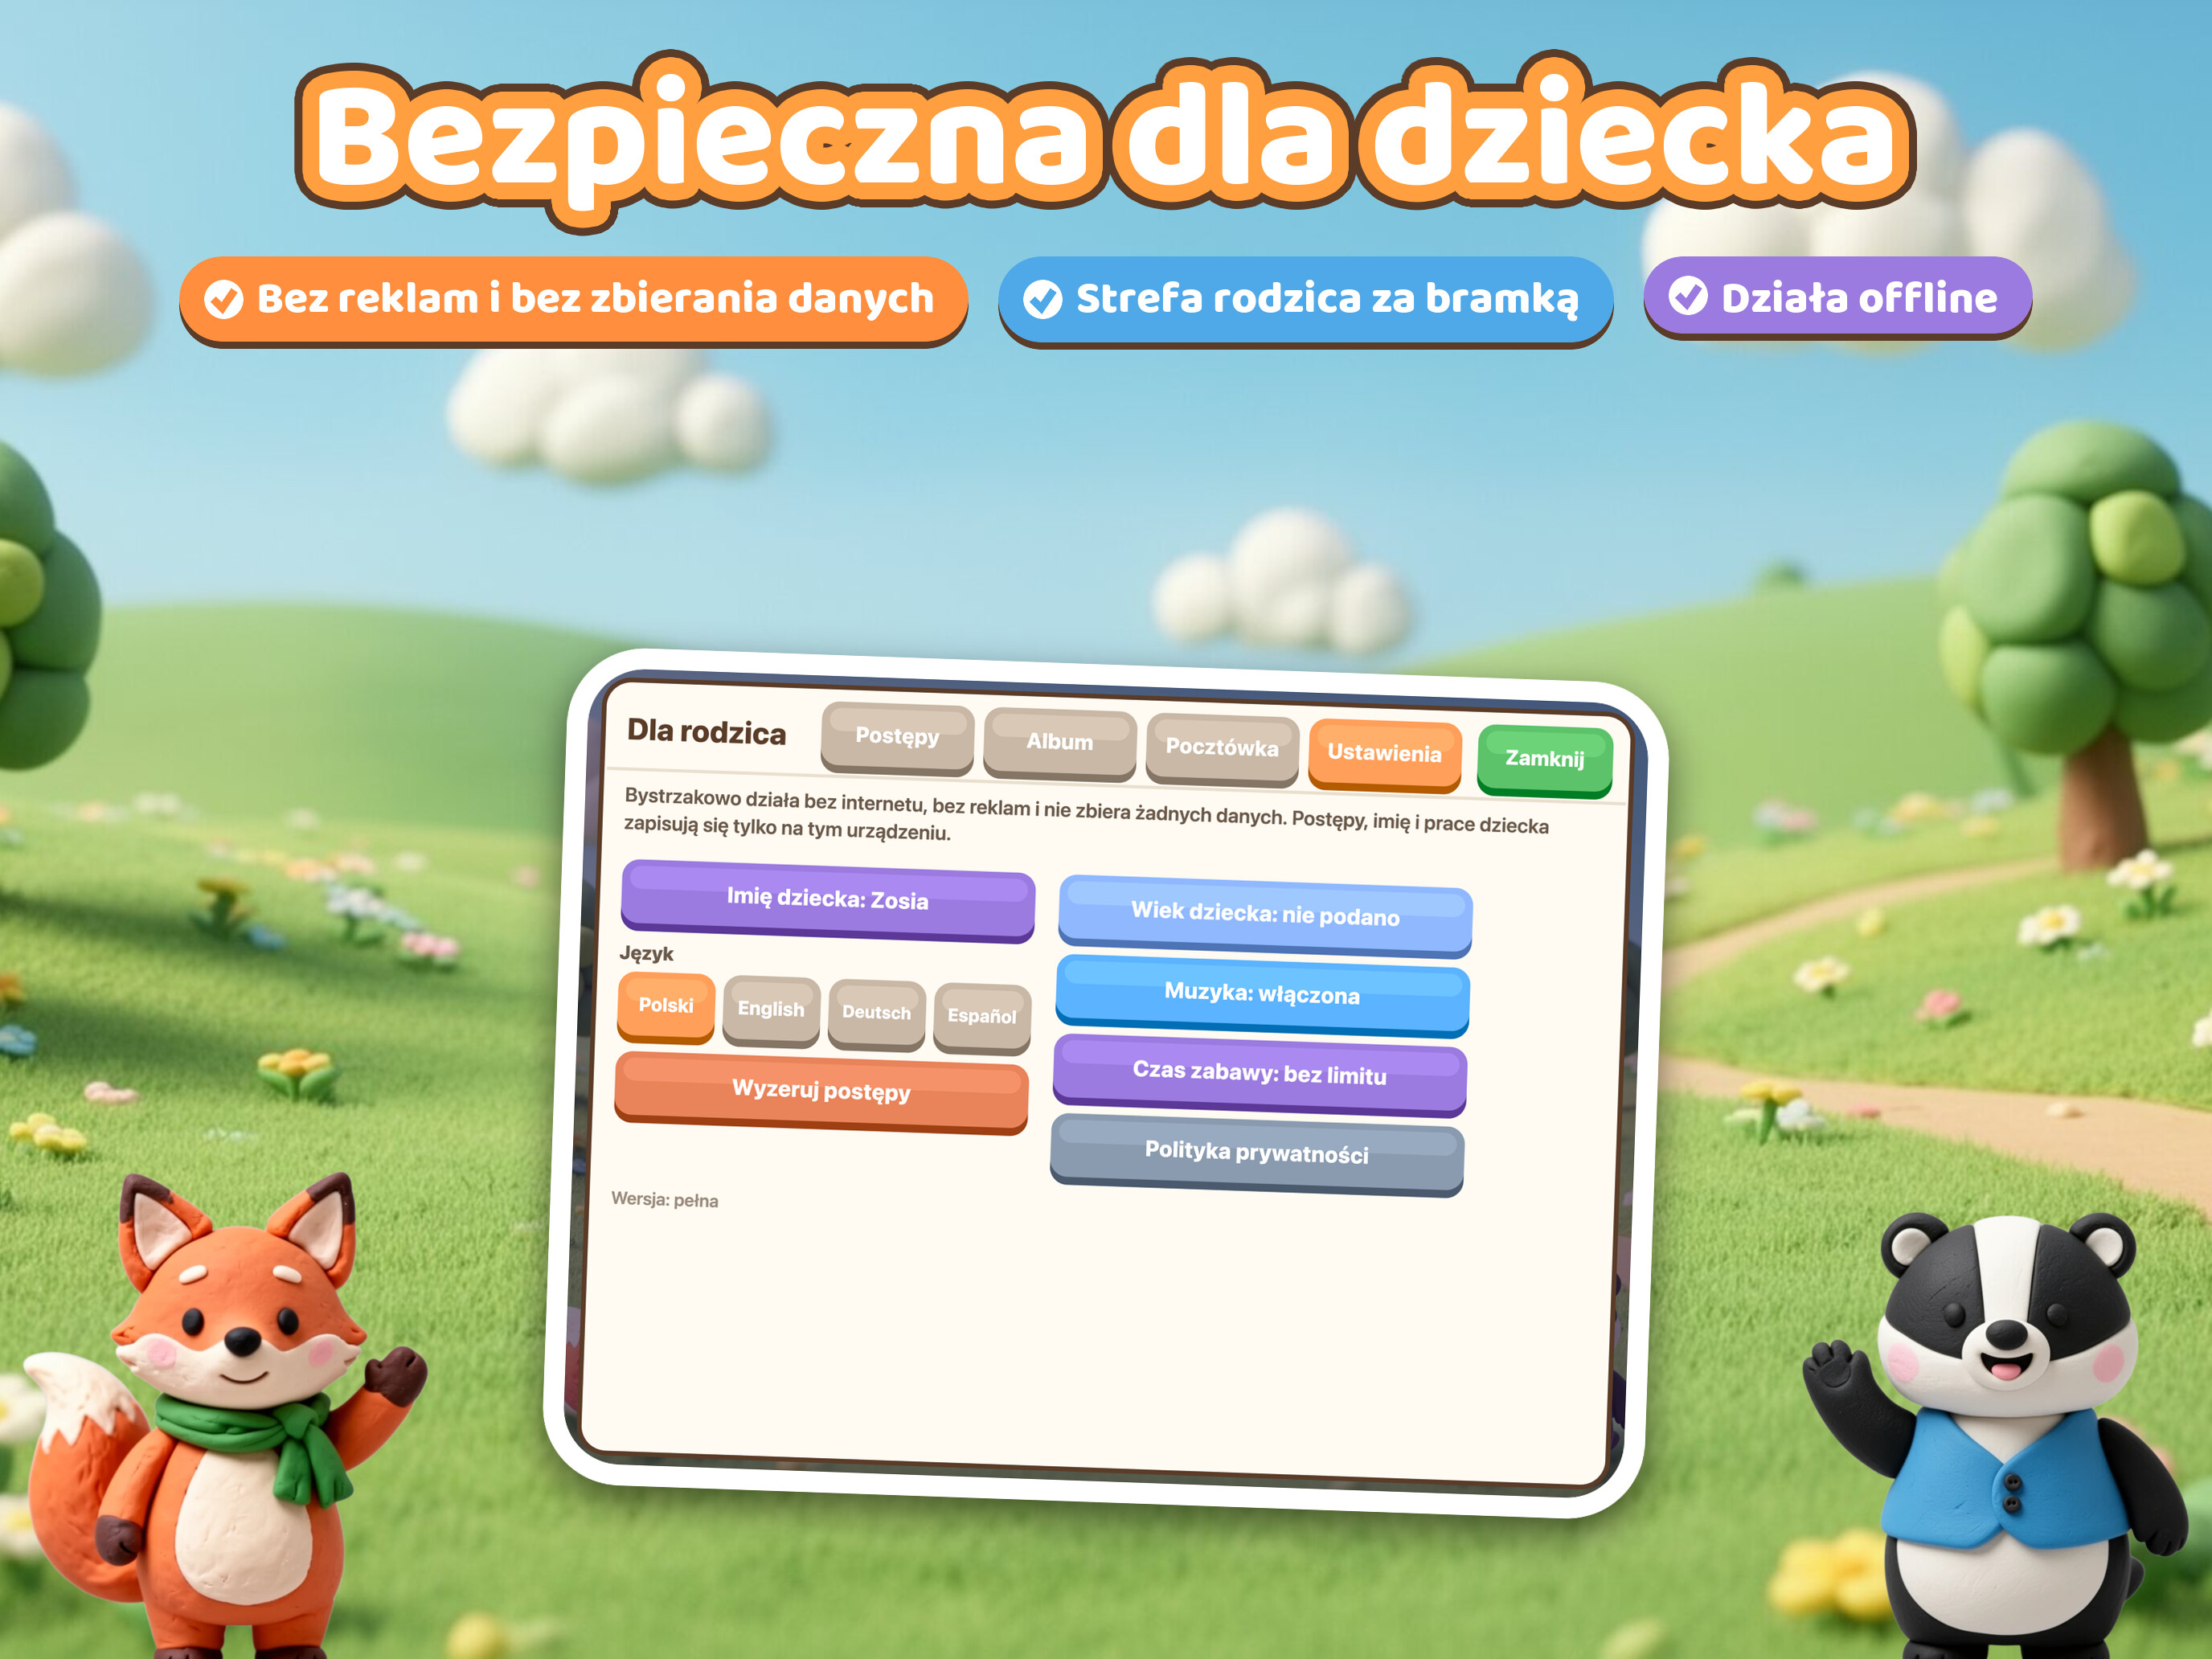 Bezpieczna dla dziecka
Bez reklam i bez zbierania danych
Strefa rodzica za bramką
Działa offline
Dla rodzica
Postępy
Album
Pocztówka
Ustawienia
Zamknij
Bystrzakowo działa bez internetu, bez reklam i nie zbiera żadnych danych. Postępy, imię i prace dziecka
zapisują się tylko na tym urządzeniu.
Imię dziecka: Zosia
Wiek dziecka: nie podano
Język
Polski
English
Deutsch
Español
Muzyka: włączona
Wyzeruj postępy
Czas zabawy: bez limitu
Polityka prywatności
Wersja: pełna